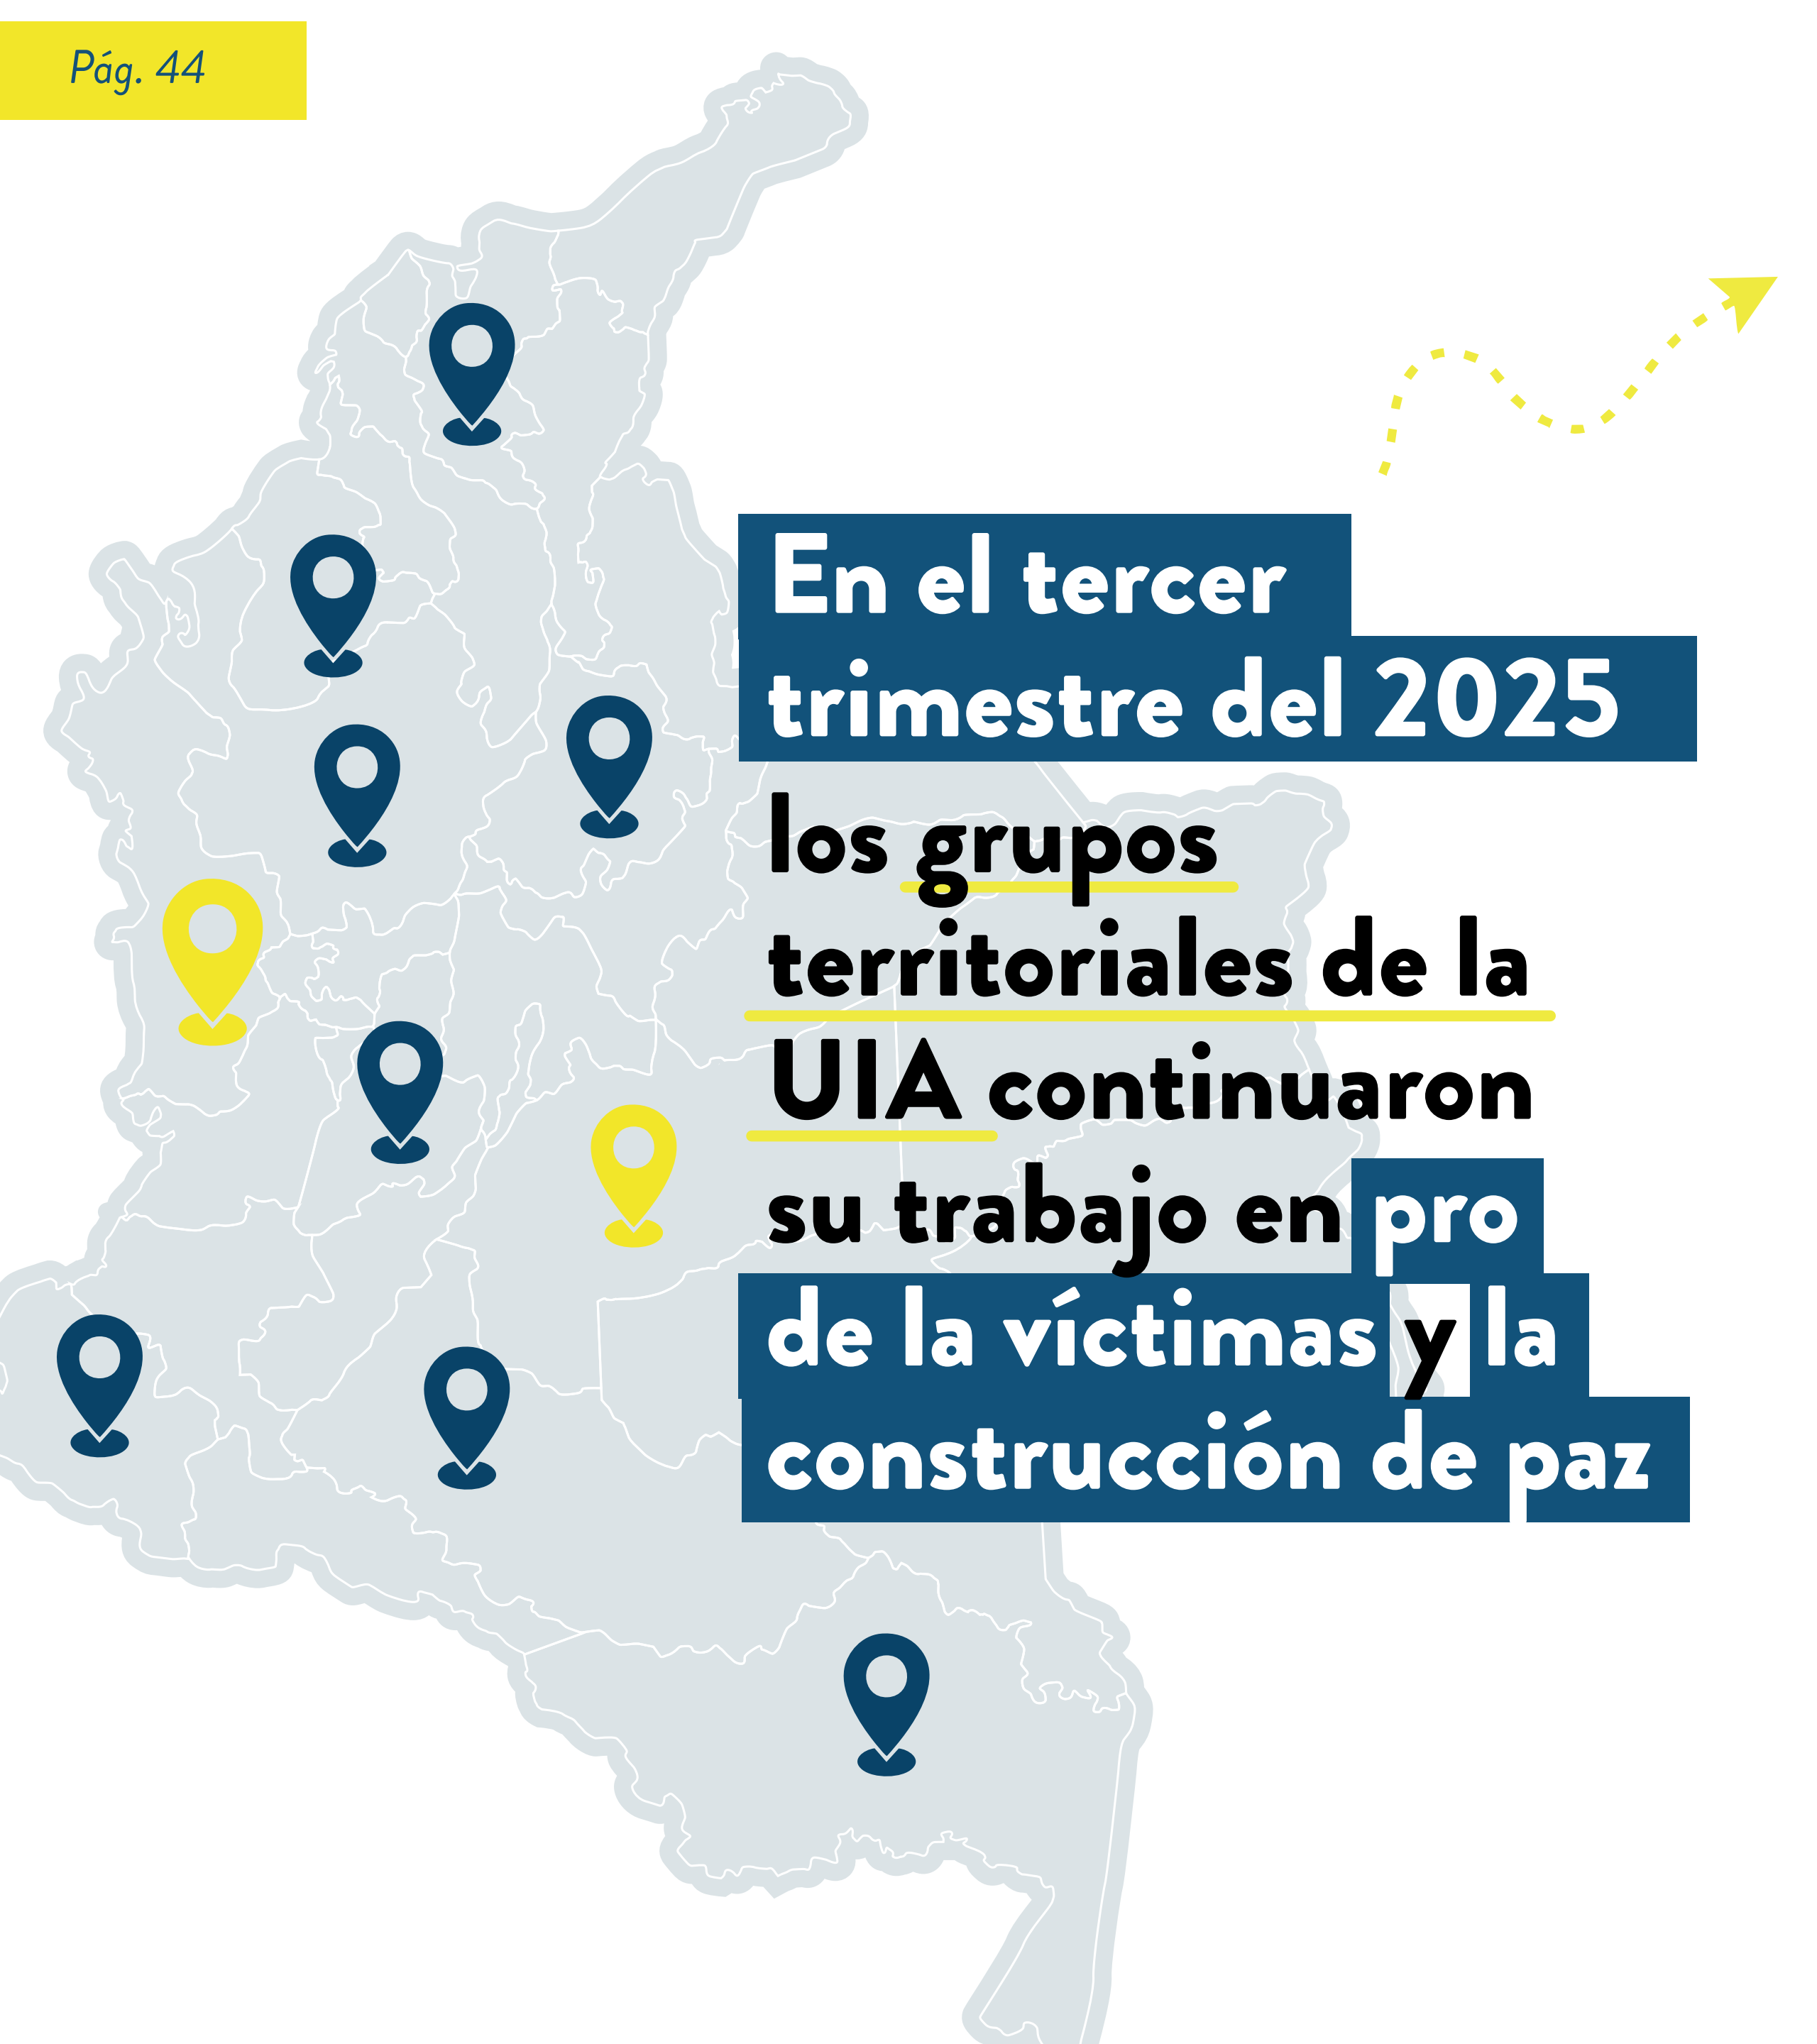 Pág. 44
En el tercer
trimestre del 2025
los grupos
territoriales de la
UIA continuaron
su trabajo en pro
de la víctimas y la
construcción de paz